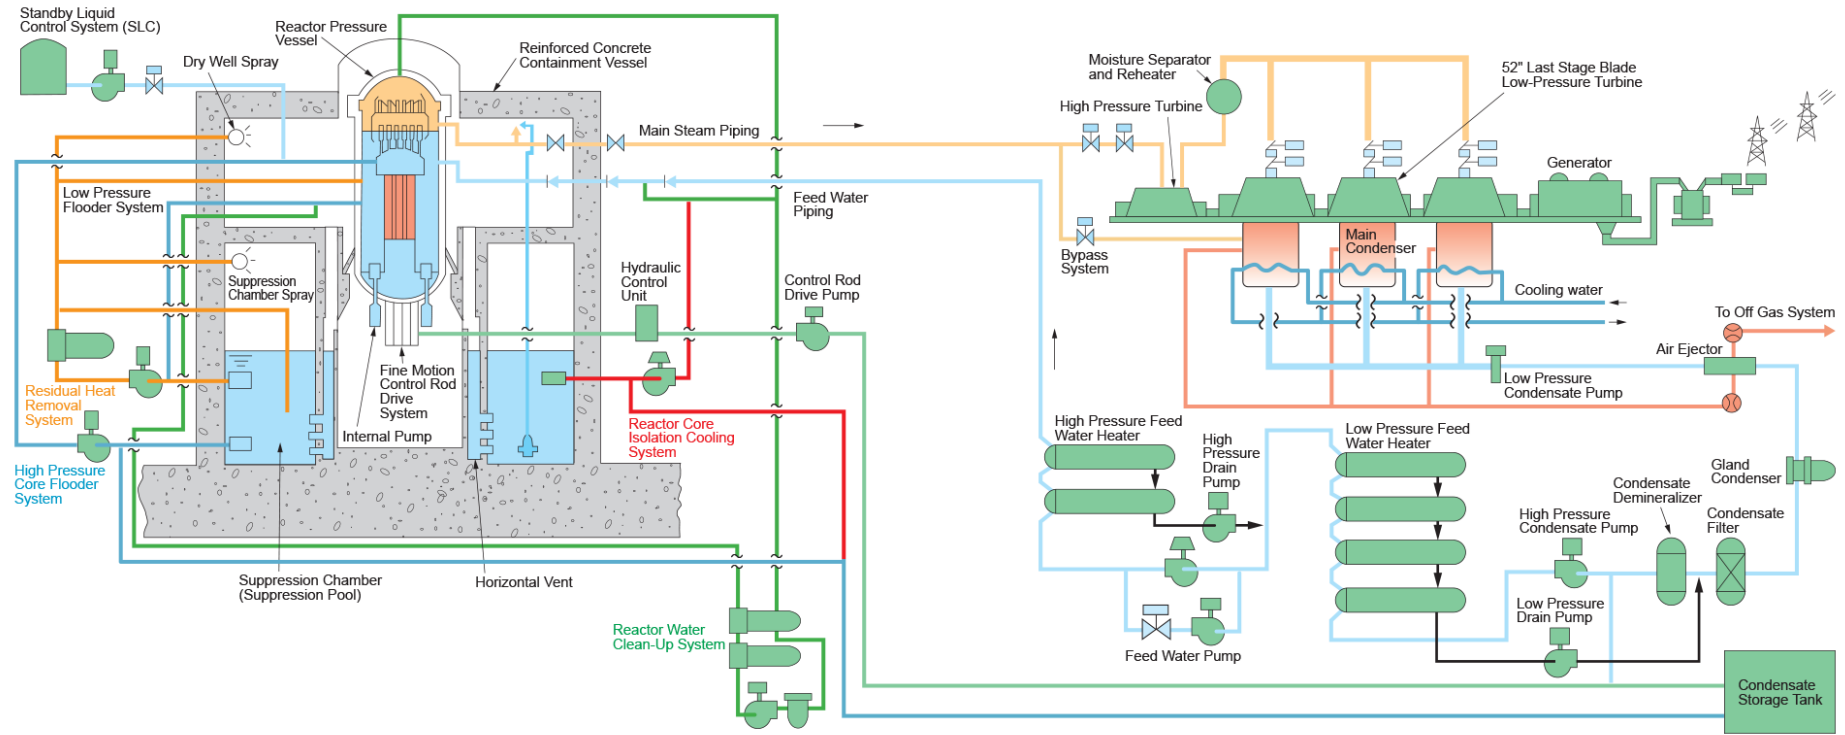 Standby Liquid
Control System (SLC)
Dry Well Spray
Reactor Pressure
Vessel
Reinforced Concrete
Containment Vessel
Main Steam Piping
Feed Water
Piping
Low Pressure
Flooder System
Suppression
Chamber Spray
Residual Heat
Removal
System
High Pressure
Core Flooder
System
Hydraulic
Control
Unit
Control Rod
Drive Pump
Fine Motion
Control Rod
Drive
System
Internal Pump
Reactor Core
Isolation Cooling
System
Suppression Chamber
(Suppression Pool)
Horizontal Vent
Reactor Water
Clean-Up System
Moisture Separator
and Reheater
High Pressure Turbine
52" Last Stage Blade
Low-Pressure Turbine
Generator
Bypass
System
Main
Condenser
Cooling water
To Off Gas System
Air Ejector
Low Pressure
Condensate Pump
High Pressure Feed
Water Heater
High
Pressure
Drain
Pump
Low Pressure Feed
Water Heater
Gland
Condenser
Condensate
Demineralizer
Condensate
Filter
High Pressure
Condensate Pump
Low Pressure
Drain Pump
Feed Water Pump
Condensate
Storage Tank